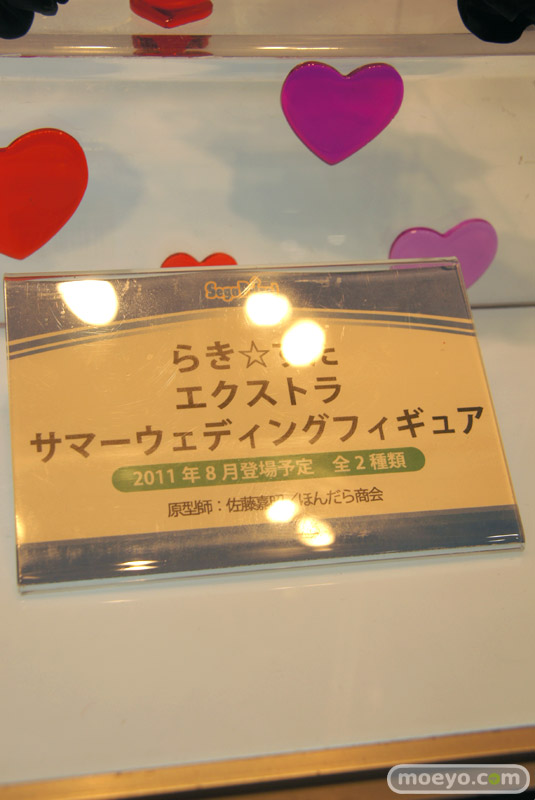 らき☆すた
エクストラ
サマーウェディングフィギュア
2011年8月登場予定 全2種類
原型師：佐藤嘉　／ほんだら商会
moeyo.com